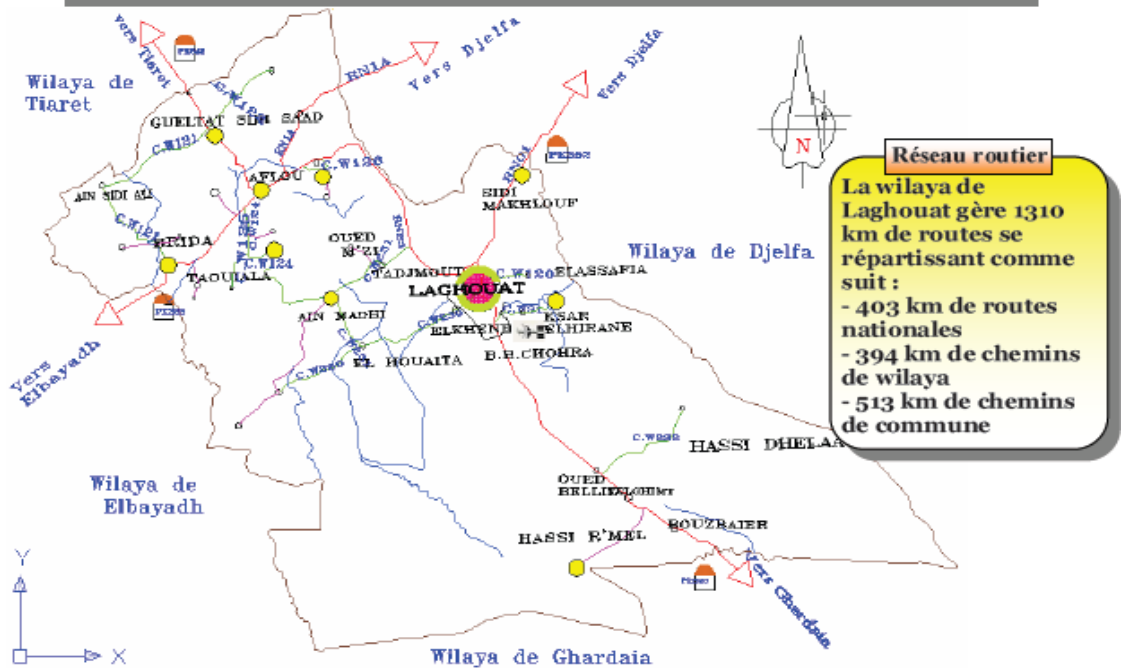 vers Tiaret
Wilaya de
Tiaret
RN1A
Vers Djelfa
Vers Djelfa
GUELTAT SIDI SAAD
C.W121
RN1A
C.W128
AFLOU
RN01
SIDI
MAKHLOUF
N
AIN SIDI ALI
BRIDA
TAOUIALA
C.W124
OUED
M'ZI
TADJMOUT
C.W120
ELASSAFIA
Wilaya de Djelfa
LAGHOUAT
AIN MADHI
KSAR
ELHIRANE
EL HOUAITA
B.B.CHOHRA
vers
Elbayadh
Wilaya de
Elbayadh
C.W232
HASSI DHELAA
OUED
HASSI R'MEL
BOUZBAIER
vers Ghardaia
Wilaya de Ghardaia
Y
X
Réseau routier
La wilaya de
Laghouat gère 1310
km de routes se
répartissant comme
suit :
- 403 km de routes
nationales
- 394 km de chemins
de wilaya
- 513 km de chemins
de commune